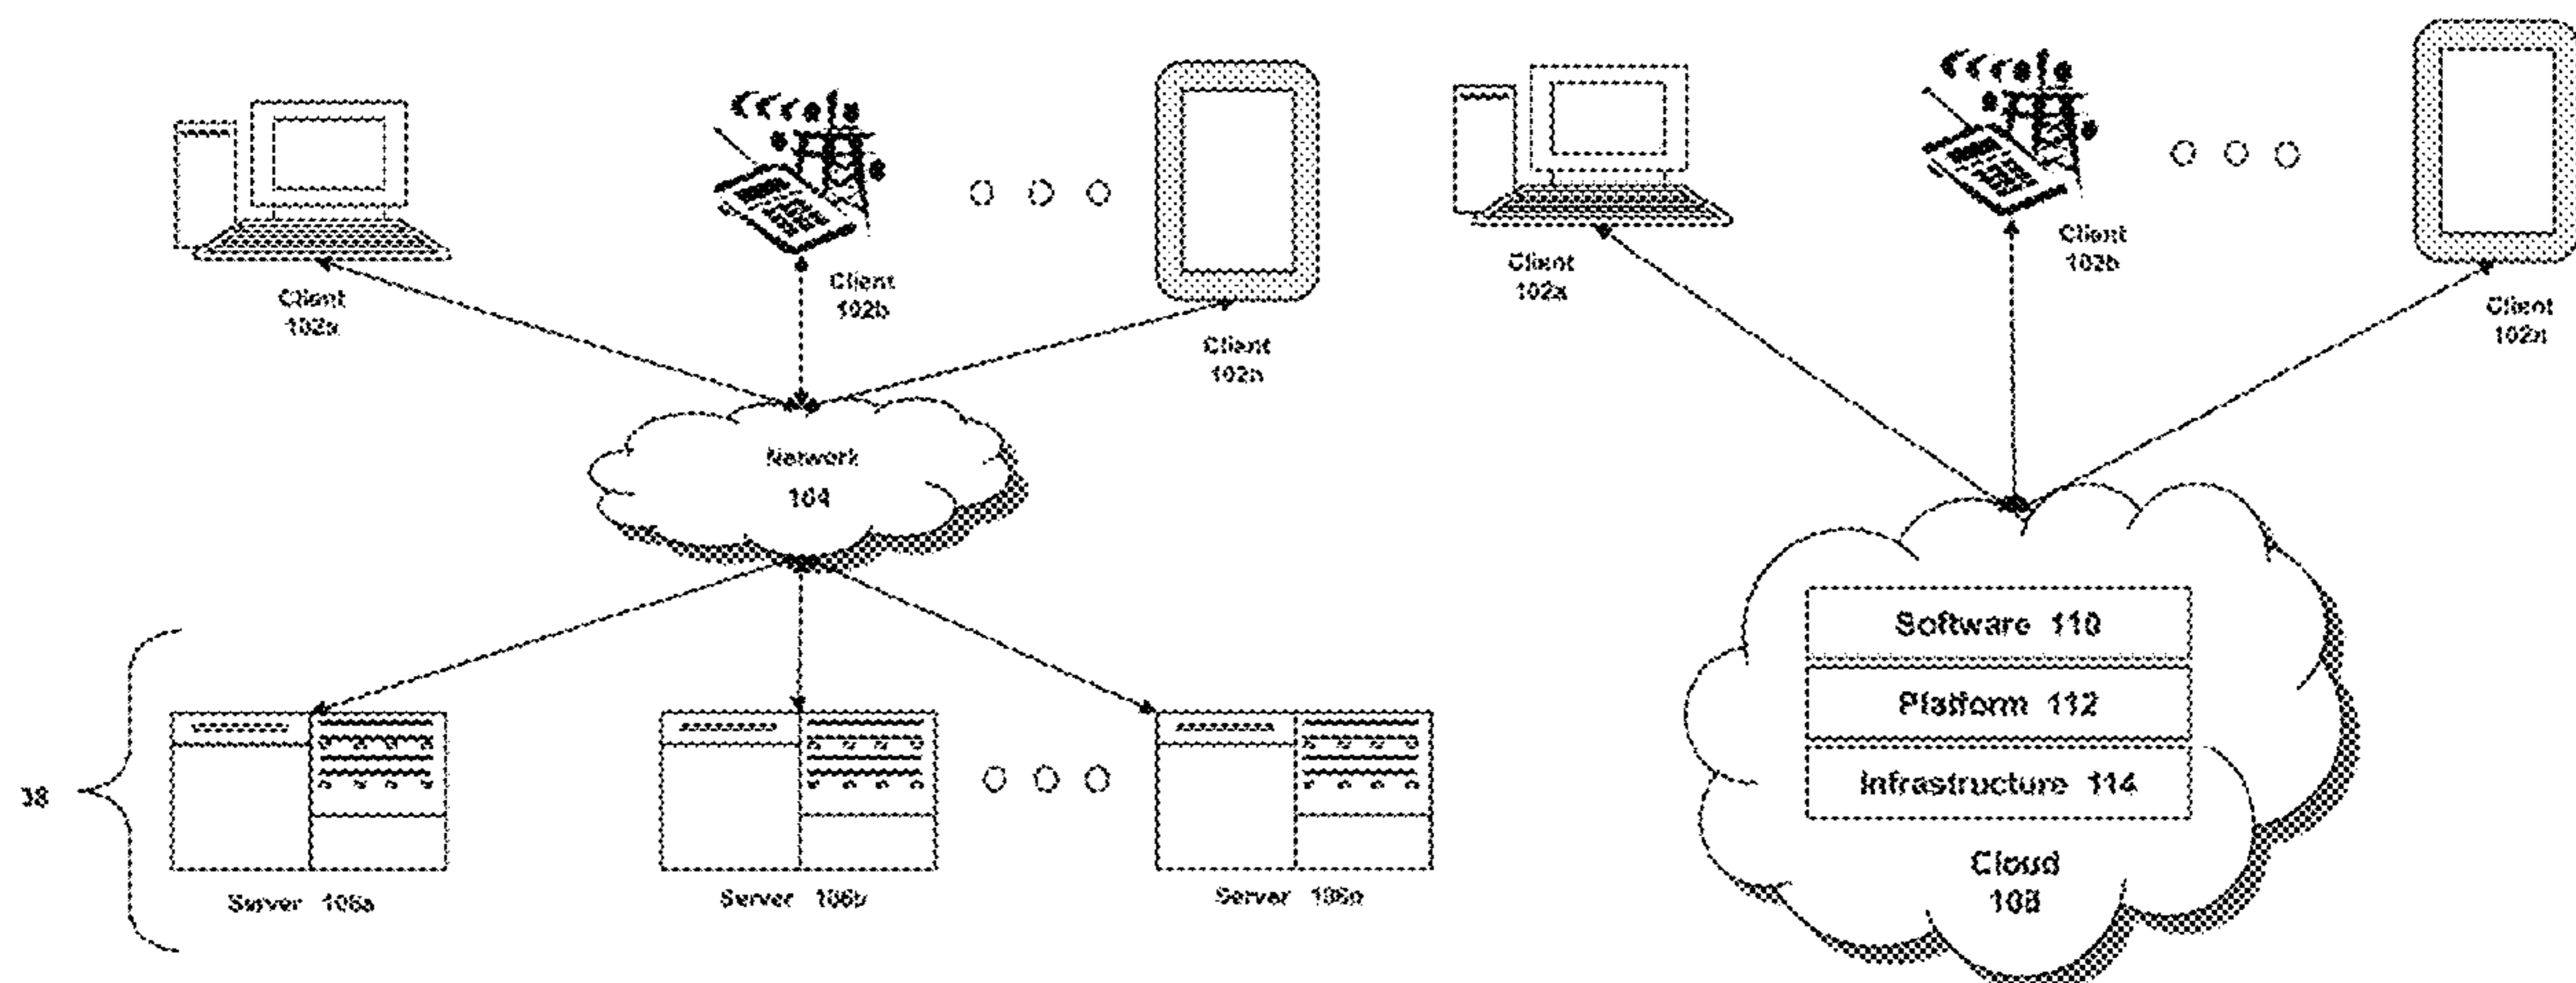 Client
102a
Client
102b
Client
102n
Network
104
38
Server 106a
Server 106b
Server 106n
Client
102a
Client
102b
Client
102n
Software 110
Platform 112
Infrastructure 114
Cloud
108